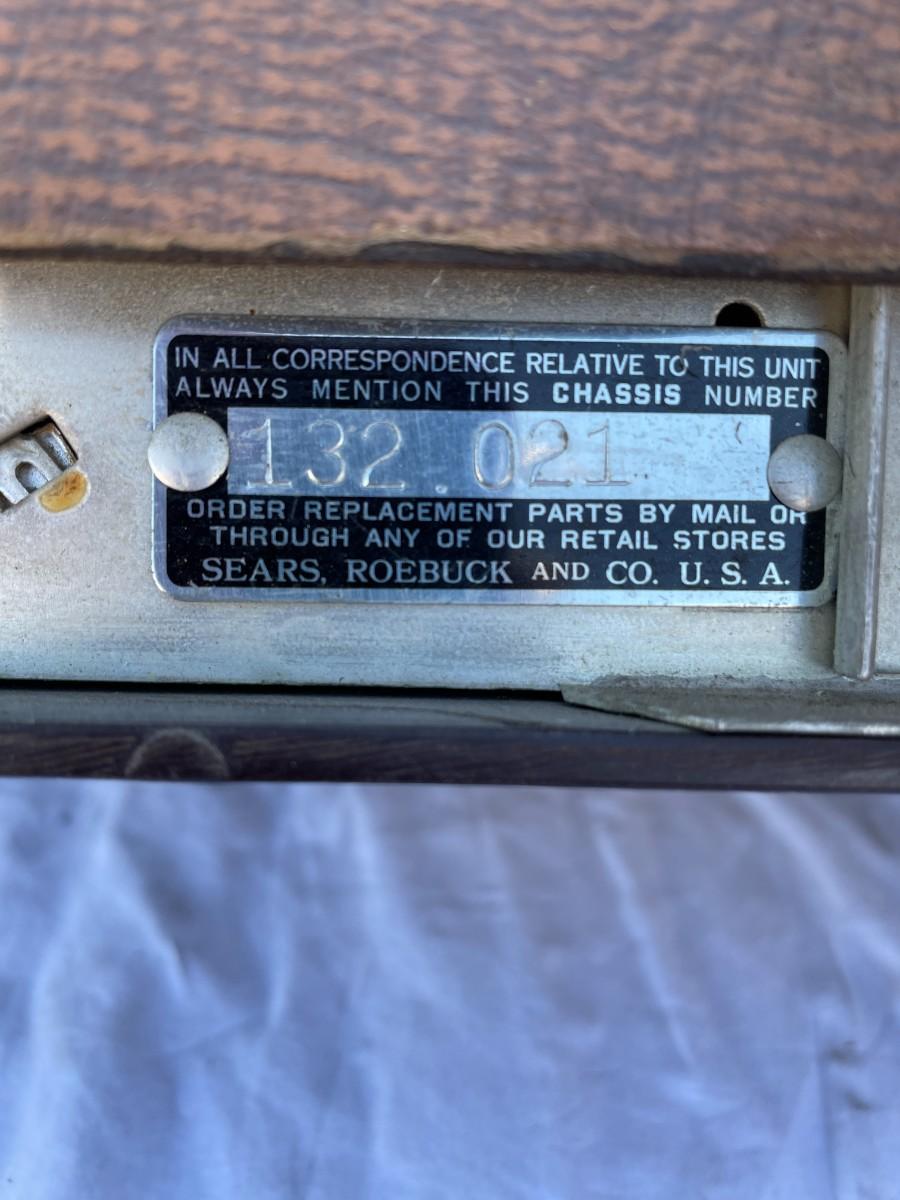 IN ALL CORRESPONDENCE RELATIVE TO THIS UNIT
ALWAYS MENTION THIS CHASSIS NUMBER
132.021
ORDER REPLACEMENT PARTS BY MAIL OR
THROUGH ANY OF OUR RETAIL STORES
SEARS, ROEBUCK AND CO. U. S. A.